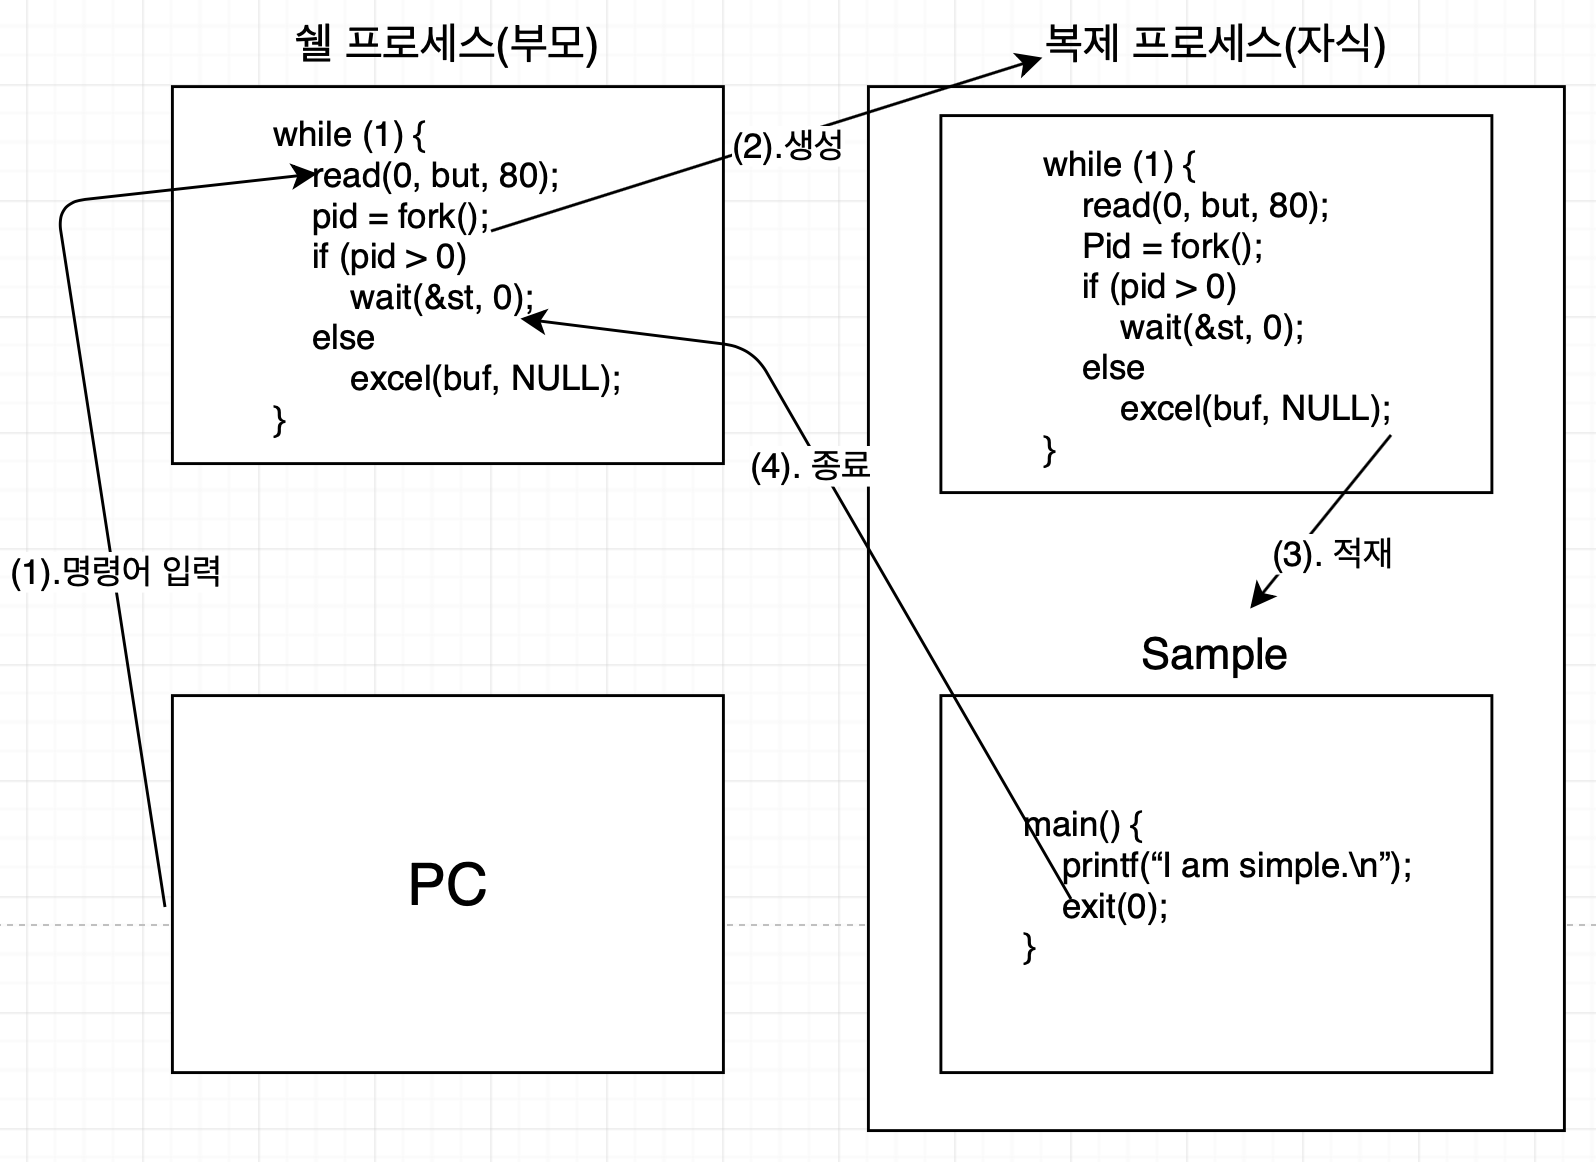 쉘 프로세스(부모)
while (1) {
read(0, but, 80);
pid = fork();
if (pid > 0)
wait(&st, 0);
else
excel(buf, NULL);
}
(1).명령어 입력
PC
(2).생성
(4). 종료
복제 프로세스(자식)
while (1) {
read(0, but, 80);
Pid = fork();
if (pid > 0)
wait(&st, 0);
else
excel(buf, NULL);
}
(3). 적재
Sample
main() {
printf(“I am simple.\n”);
exit(0);
}